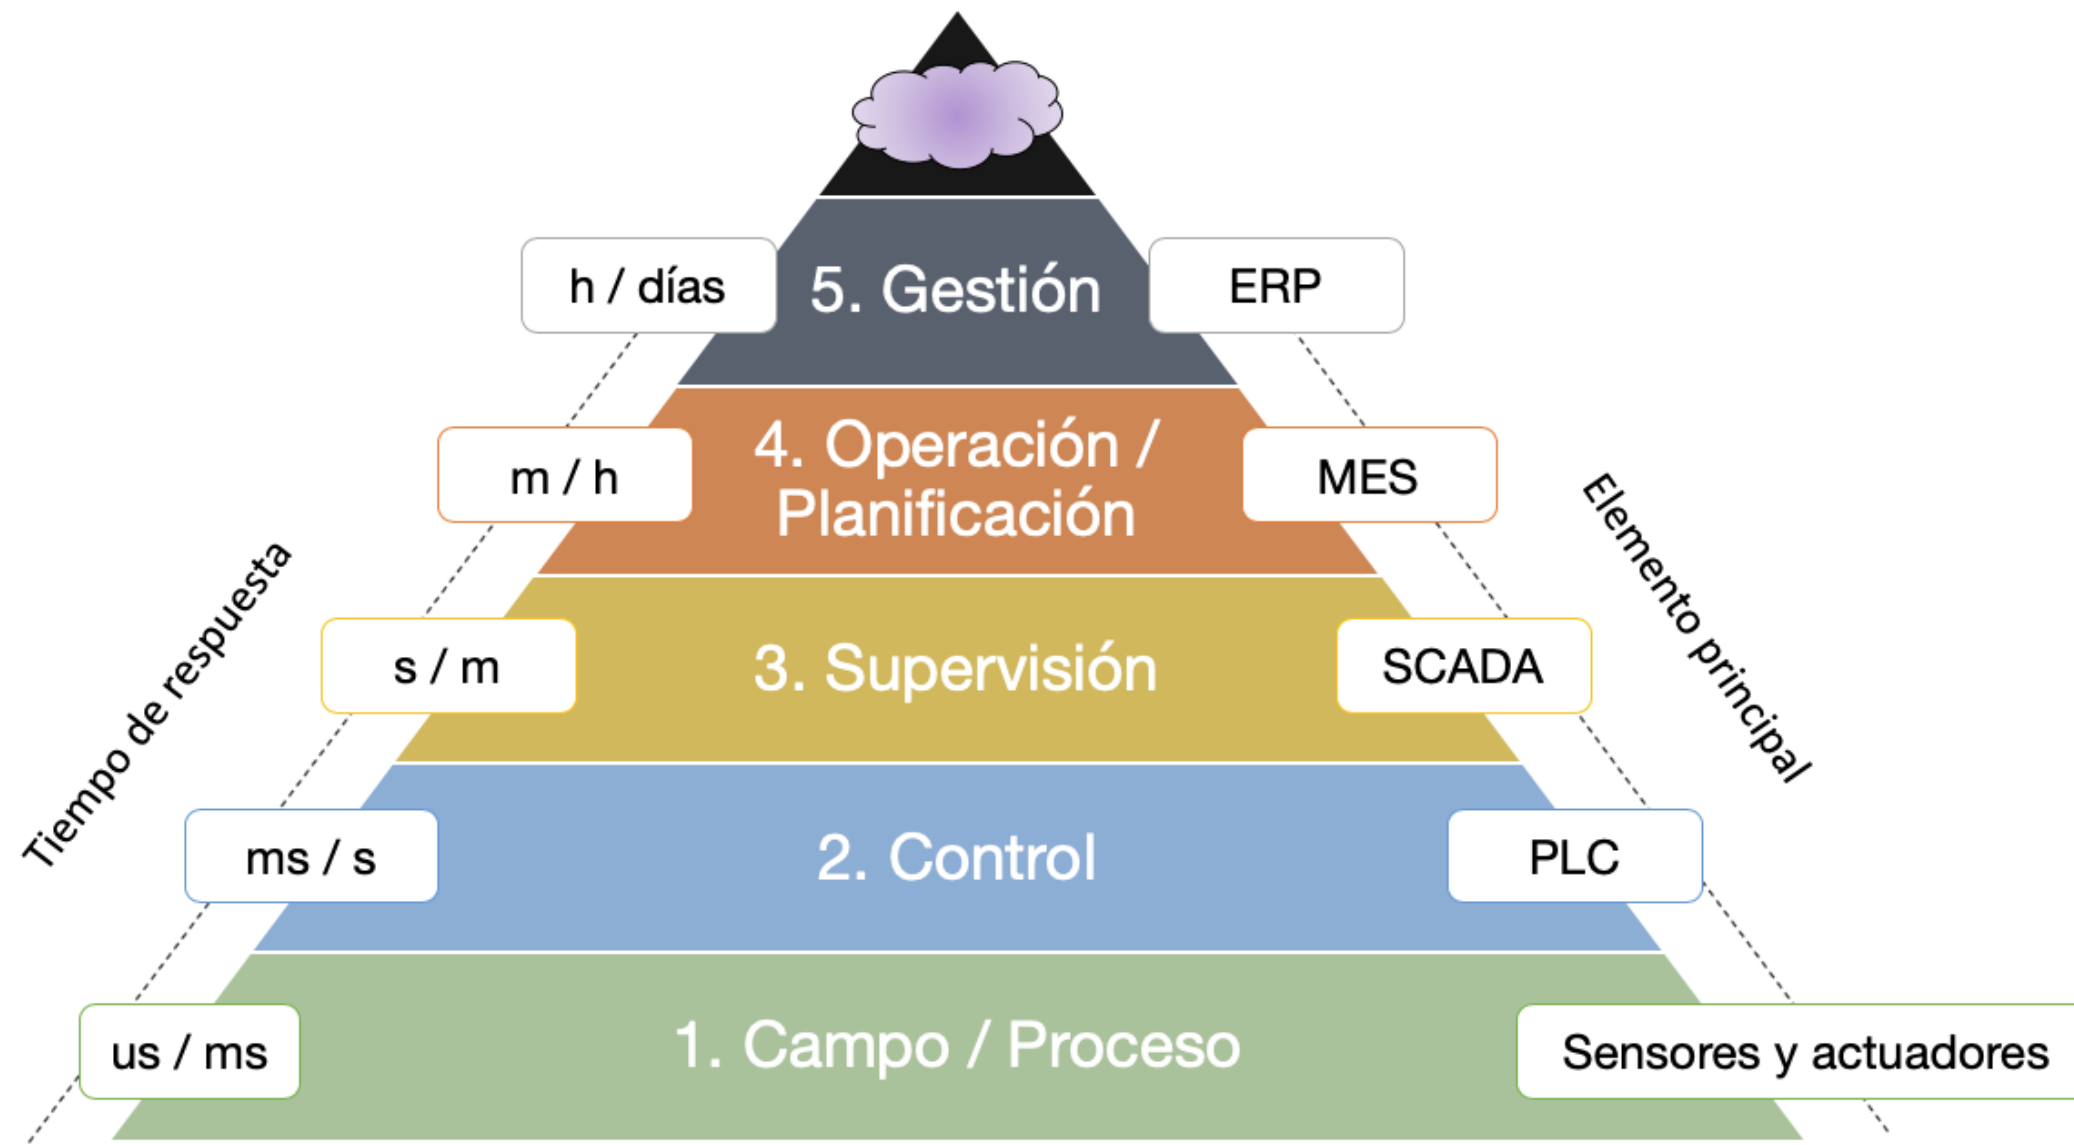 h / días
5. Gestión
ERP
m / h
4. Operación /
Planificación
MES
s / m
3. Supervisión
SCADA
ms / s
2. Control
PLC
us / ms
1. Campo / Proceso
Sensores y actuadores
Tiempo de respuesta
Elemento principal